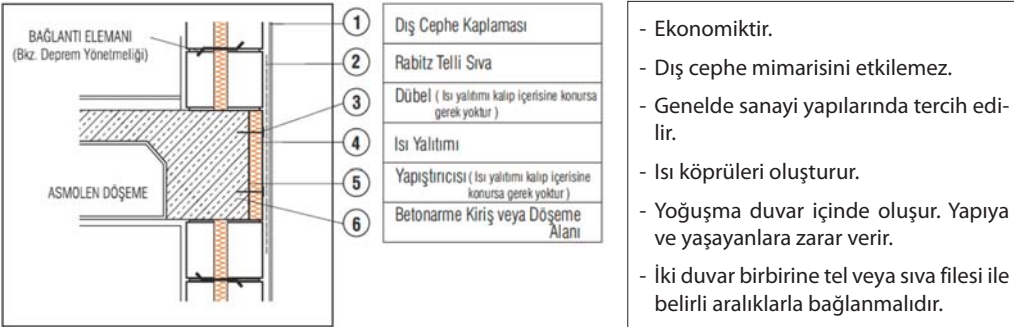 BAĞLANTI ELEMANI
(Bkz. Deprem Yönetmeliği)
ASMOLEN DÖŞEME
1 Dış Cephe Kaplaması
2 Rabitz Telli Sıva
3 Dübel ( Isı yalıtımı kalıp içerisine konursa
gerek yoktur )
4 Isı Yalıtımı
5 Yapıştırıcısı ( Isı yalıtımı kalıp içerisine
konursa gerek yoktur )
6 Betonarme Kiriş veya Döşeme
Alanı
- Ekonomiktir.
- Dış cephe mimarisini etkilemez.
- Genelde sanayi yapılarında tercih edi-
lir.
- Isı köprüleri oluşturur.
- Yoğuşma duvar içinde oluşur. Yapıya
ve yaşayanlara zarar verir.
- İki duvar birbirine tel veya sıva filesi ile
belirli aralıklarla bağlanmalıdır.